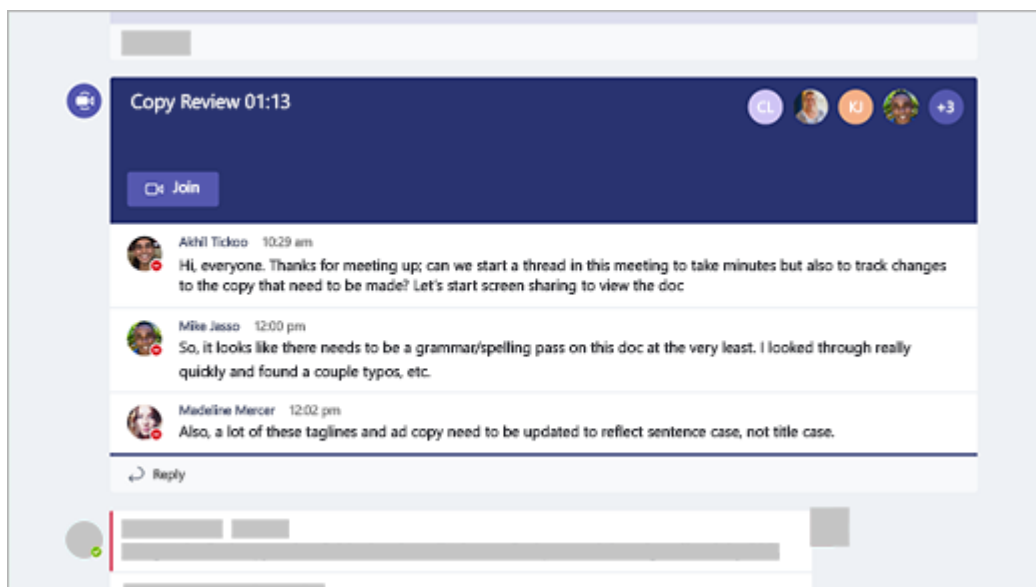 Copy Review 01:13
CL KJ +3
Join
Akhil Tickoo 10:29 am
Hi, everyone. Thanks for meeting up; can we start a thread in this meeting to take minutes but also to track changes
to the copy that need to be made? Let's start screen sharing to view the doc
Mike Jasso 12:00 pm
So, it looks like there needs to be a grammar/spelling pass on this doc at the very least. I looked through really
quickly and found a couple typos, etc.
Madeline Mercer 12:02 pm
Also, a lot of these taglines and ad copy need to be updated to reflect sentence case, not title case.
Reply